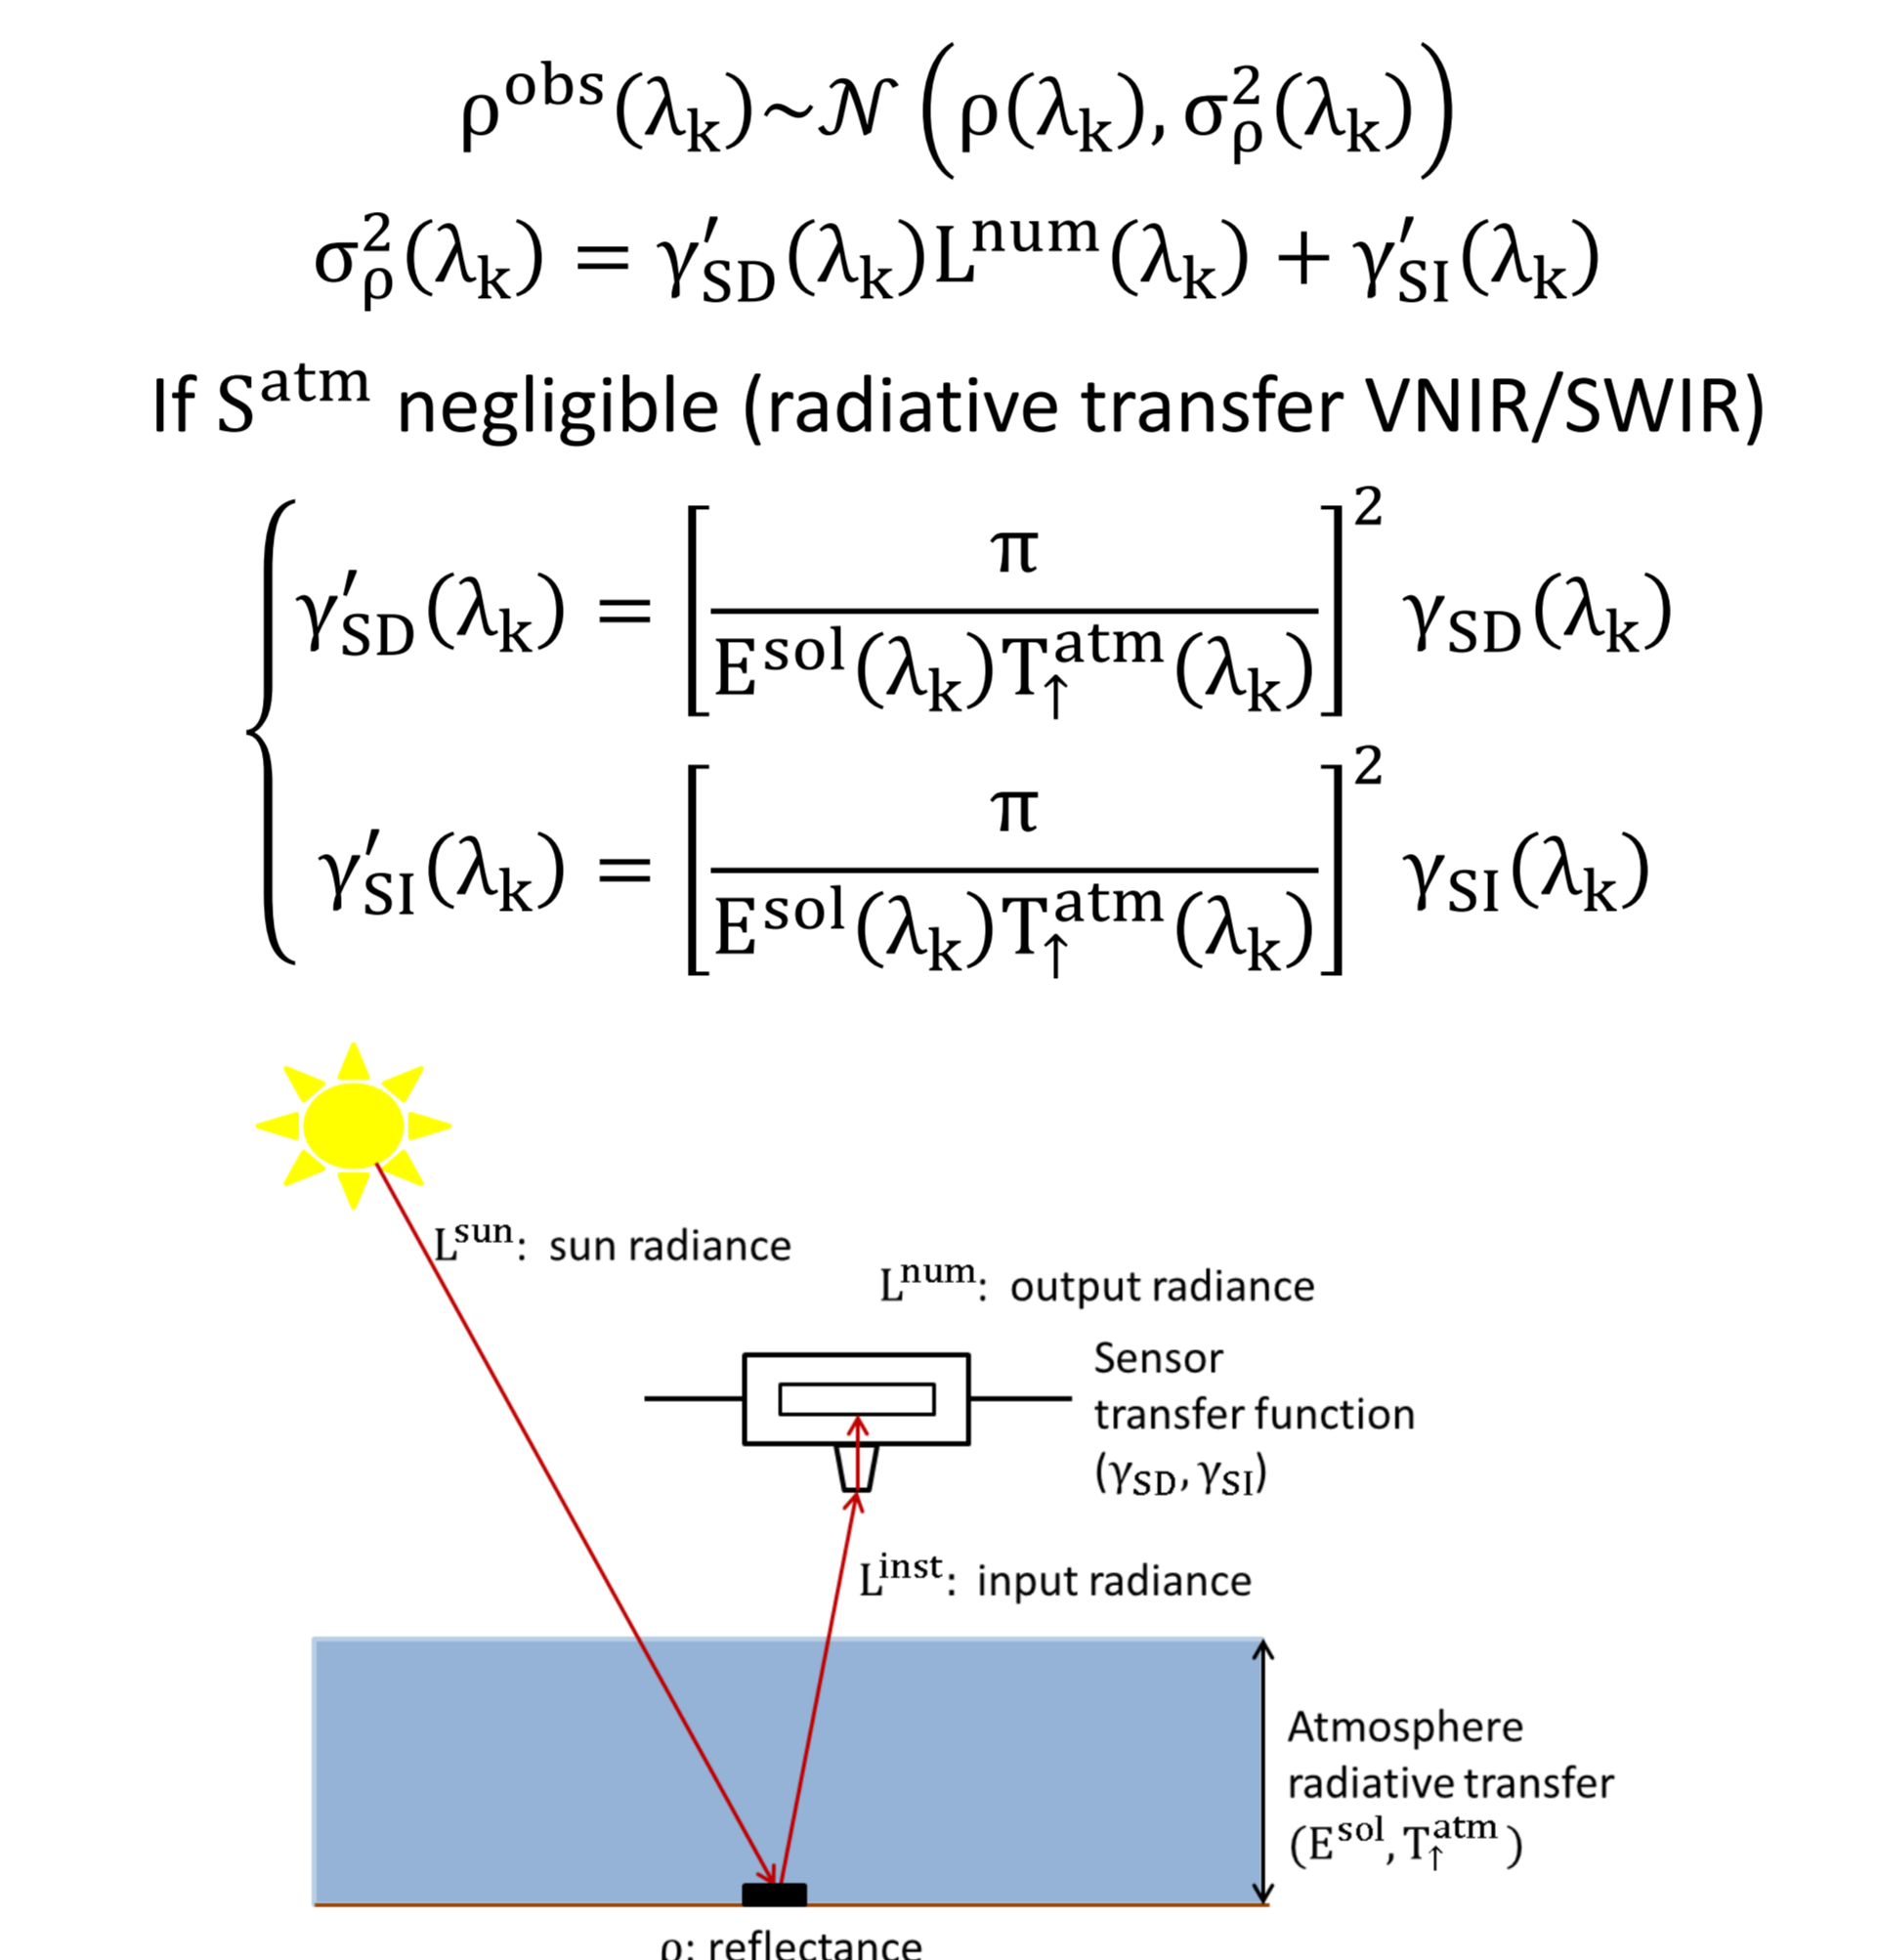 ρ^obs(λ_k)~𝒩(ρ(λ_k), σ_ρ^2(λ_k))
σ_ρ^2(λ_k) = γ′_SD(λ_k)L^num(λ_k) + γ′_SI(λ_k)
If S^atm negligible (radiative transfer VNIR/SWIR)
γ′_SD(λ_k) = [π / (E^sol(λ_k)T_↑^atm(λ_k))]^2 γ_SD(λ_k)
γ′_SI(λ_k) = [π / (E^sol(λ_k)T_↑^atm(λ_k))]^2 γ_SI(λ_k)
L^sun: sun radiance
L^num: output radiance
Sensor
transfer function
(γ_SD, γ_SI)
L^inst: input radiance
Atmosphere
radiative transfer
(E^sol, T_↑^atm)
ρ: reflectance